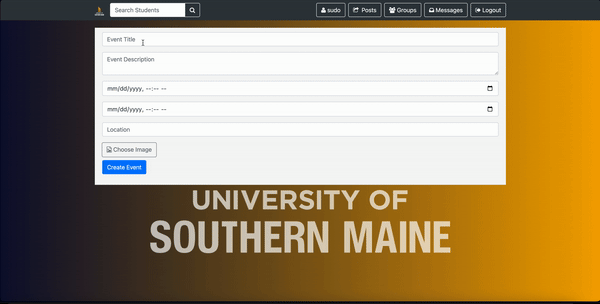 Search Students
sudo Posts Groups Messages Logout
Event Title
Event Description
mm/dd/yyyy, --:-- --
mm/dd/yyyy, --:-- --
Location
Choose Image
Create Event
UNIVERSITY OF
SOUTHERN MAINE